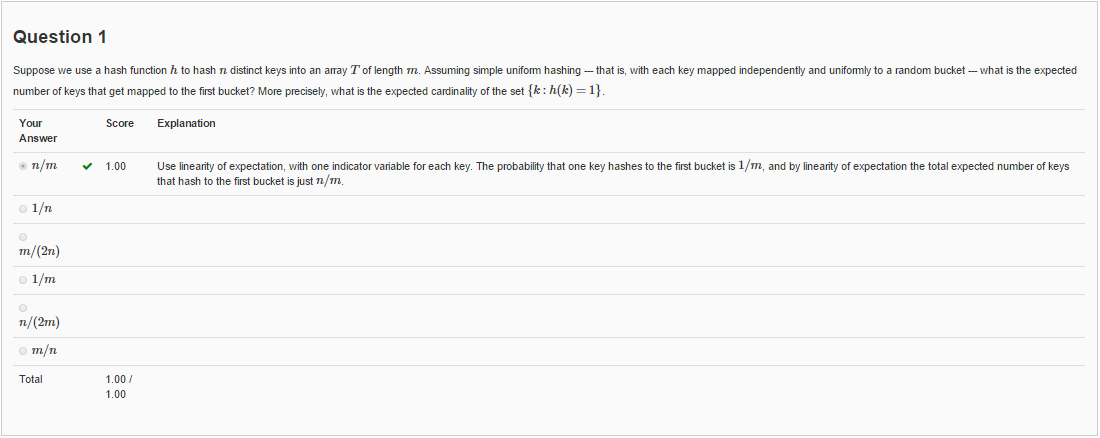 Question 1
Suppose we use a hash function h to hash n distinct keys into an array T of length m. Assuming simple uniform hashing --- that is, with each key mapped independently and uniformly to a random bucket --- what is the expected
number of keys that get mapped to the first bucket? More precisely, what is the expected cardinality of the set {k : h(k) = 1}.
Your Answer Score Explanation
n/m ✔ 1.00 Use linearity of expectation, with one indicator variable for each key. The probability that one key hashes to the first bucket is 1/m, and by linearity of expectation the total expected number of keys
that hash to the first bucket is just n/m.
1/n
m/(2n)
1/m
n/(2m)
m/n
Total 1.00 /
1.00